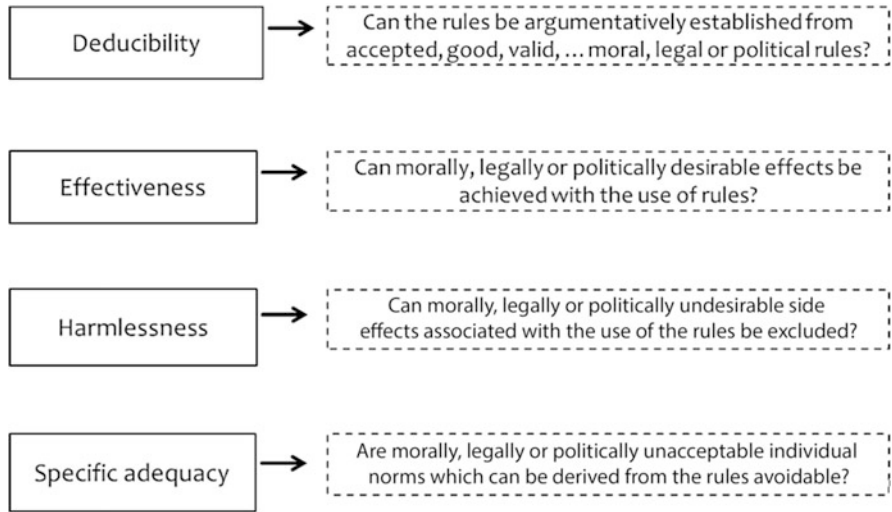 Deducibility
Can the rules be argumentatively established from
accepted, good, valid, ... moral, legal or political rules?
Effectiveness
Can morally, legally or politically desirable effects be
achieved with the use of rules?
Harmlessness
Can morally, legally or politically undesirable side
effects associated with the use of the rules be excluded?
Specific adequacy
Are morally, legally or politically unacceptable individual
norms which can be derived from the rules avoidable?